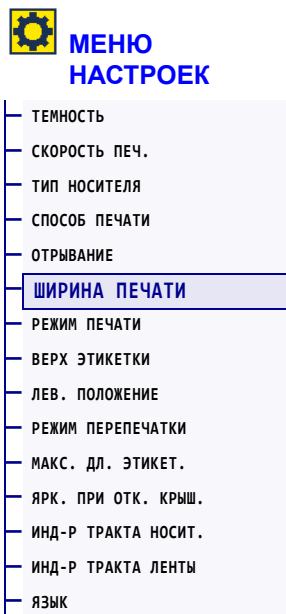 МЕНЮ
НАСТРОЕК
ТЕМНОСТЬ
СКОРОСТЬ ПЕЧ.
ТИП НОСИТЕЛЯ
СПОСОБ ПЕЧАТИ
ОТРЫВАНИЕ
ШИРИНА ПЕЧАТИ
РЕЖИМ ПЕЧАТИ
ВЕРХ ЭТИКЕТКИ
ЛЕВ. ПОЛОЖЕНИЕ
РЕЖИМ ПЕРЕПЕЧАТКИ
МАКС. ДЛ. ЭТИКЕТ.
ЯРК. ПРИ ОТК. КРЫШ.
ИНД-Р ТРАКТА НОСИТ.
ИНД-Р ТРАКТА ЛЕНТЫ
ЯЗЫК